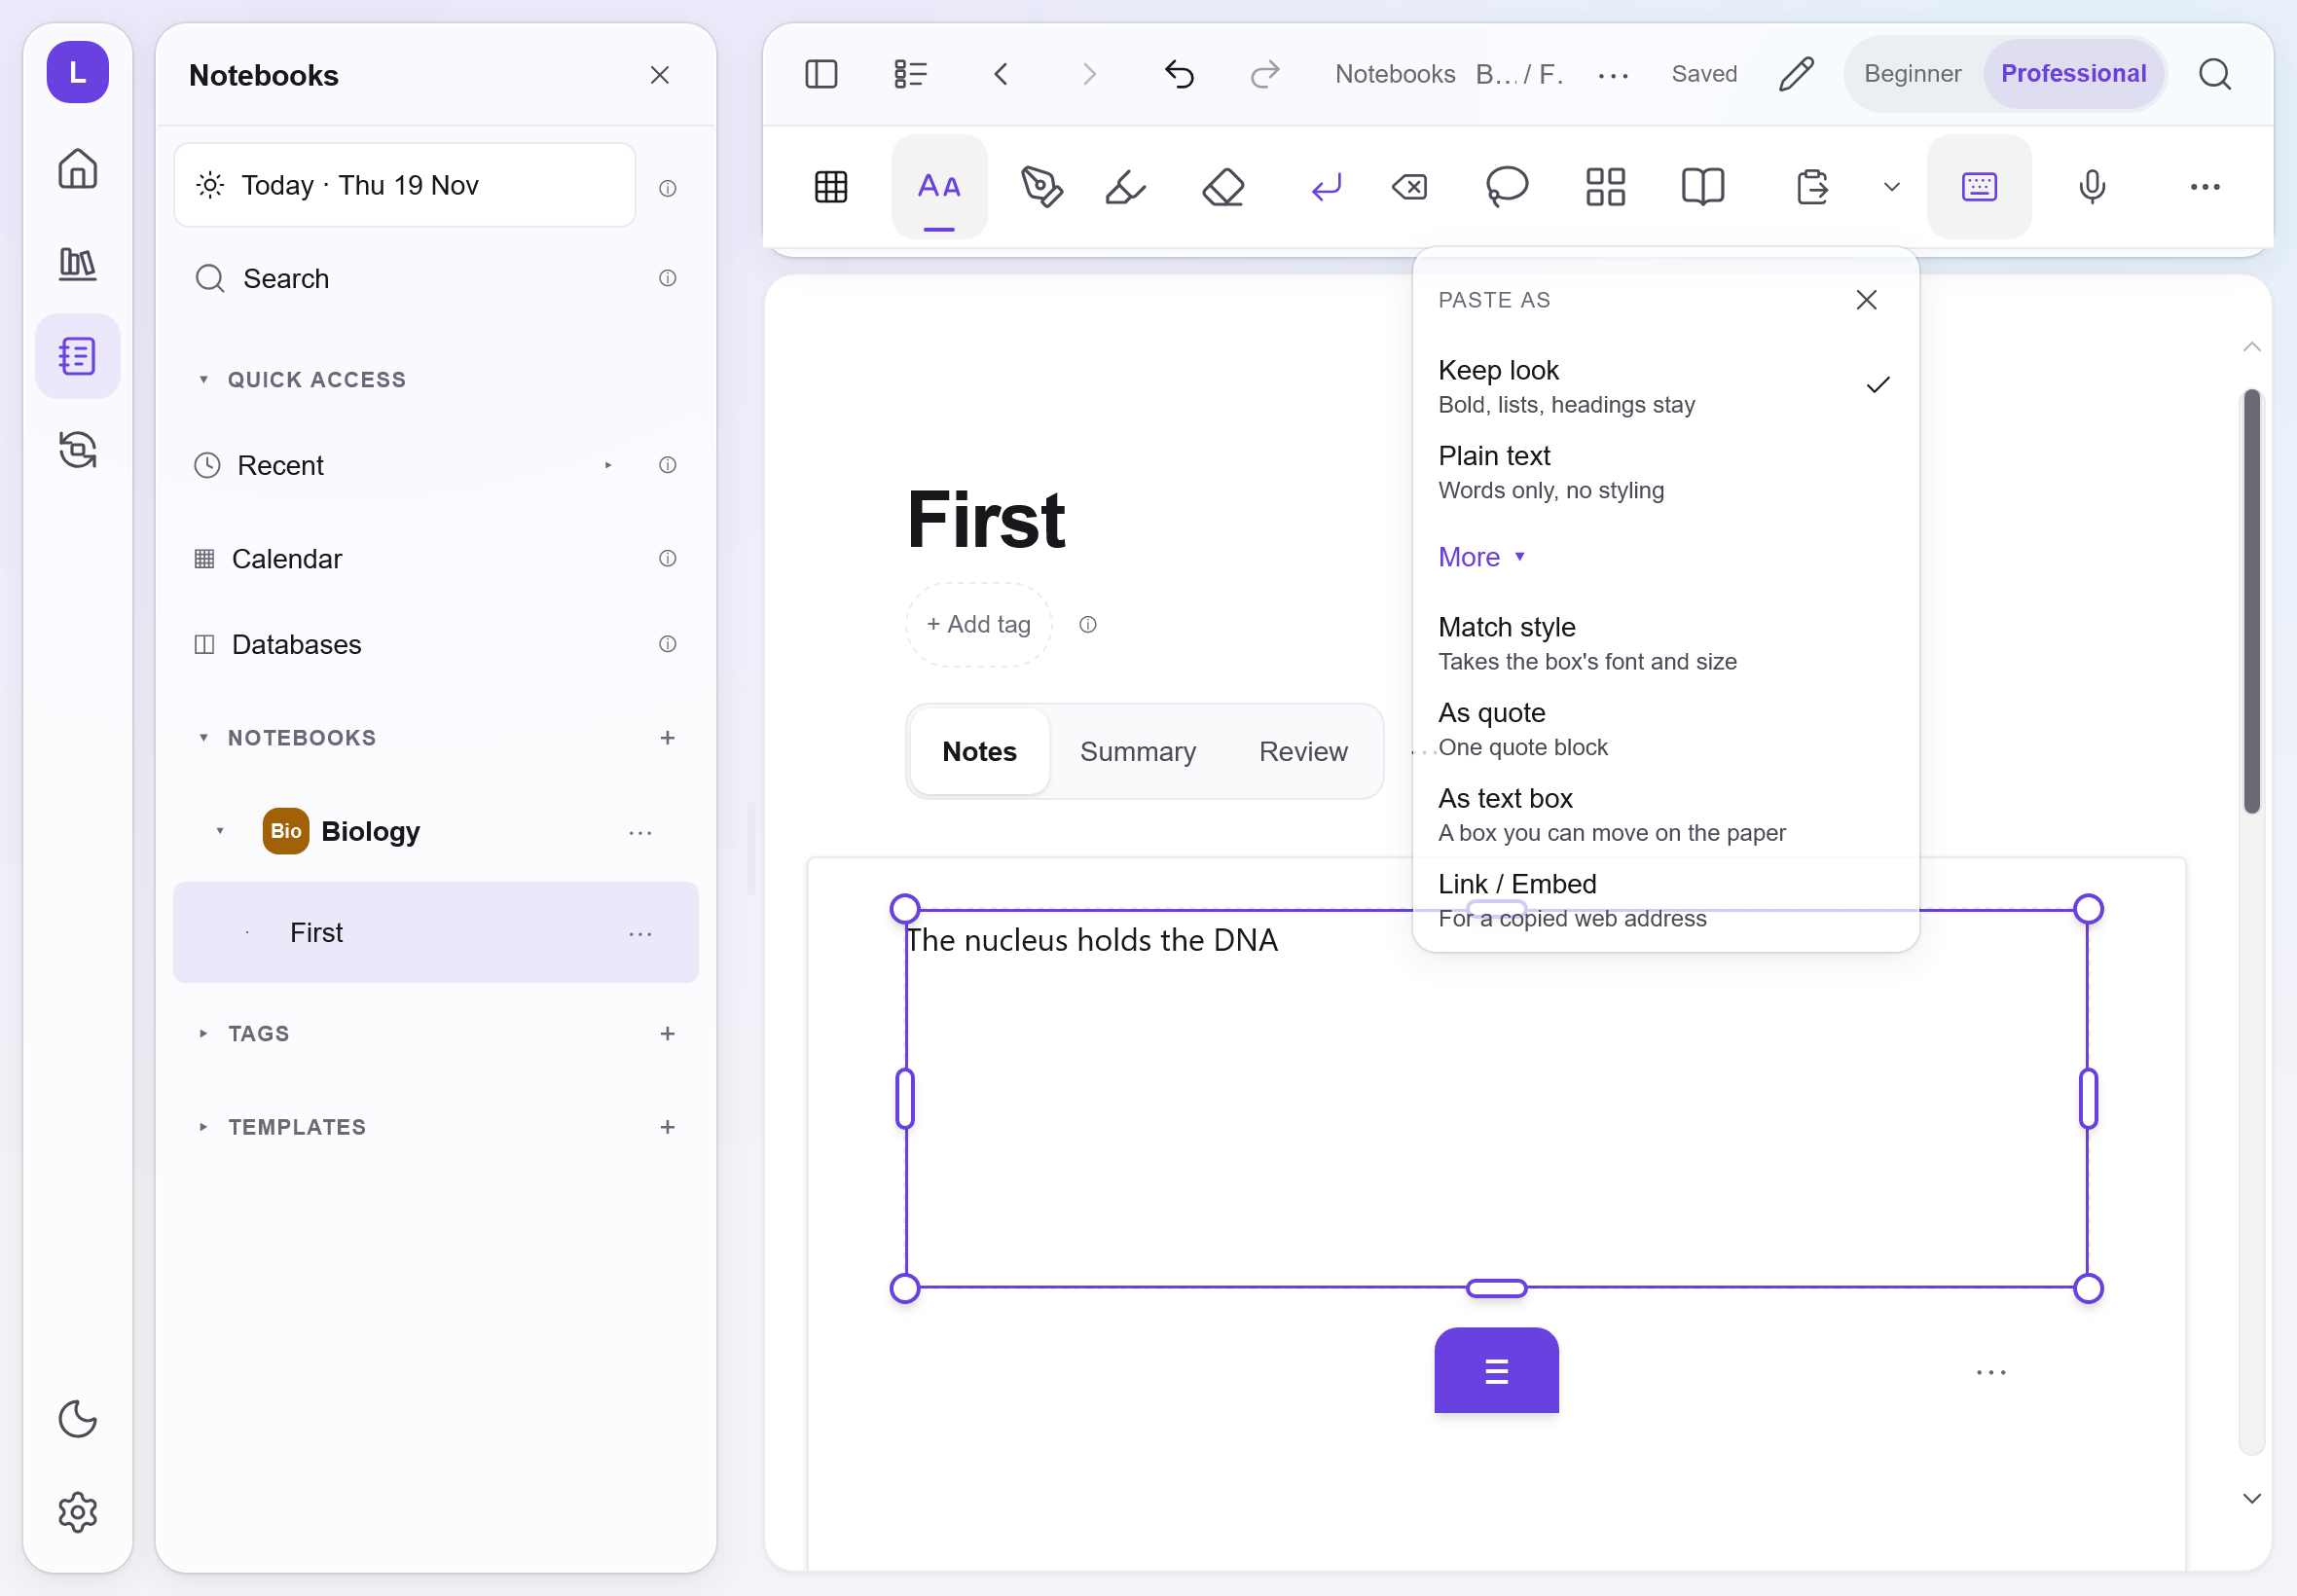 L
Notebooks
Today · Thu 19 Nov
Search
QUICK ACCESS
Recent
Calendar
Databases
NOTEBOOKS
Bio Biology
First
TAGS
TEMPLATES
Notebooks B... / F.
Saved
Beginner
Professional
AA
PASTE AS
Keep look
Bold, lists, headings stay
Plain text
Words only, no styling
More
Match style
Takes the box's font and size
As quote
One quote block
As text box
A box you can move on the paper
Link / Embed
For a copied web address
First
+ Add tag
Notes
Summary
Review
The nucleus holds the DNA